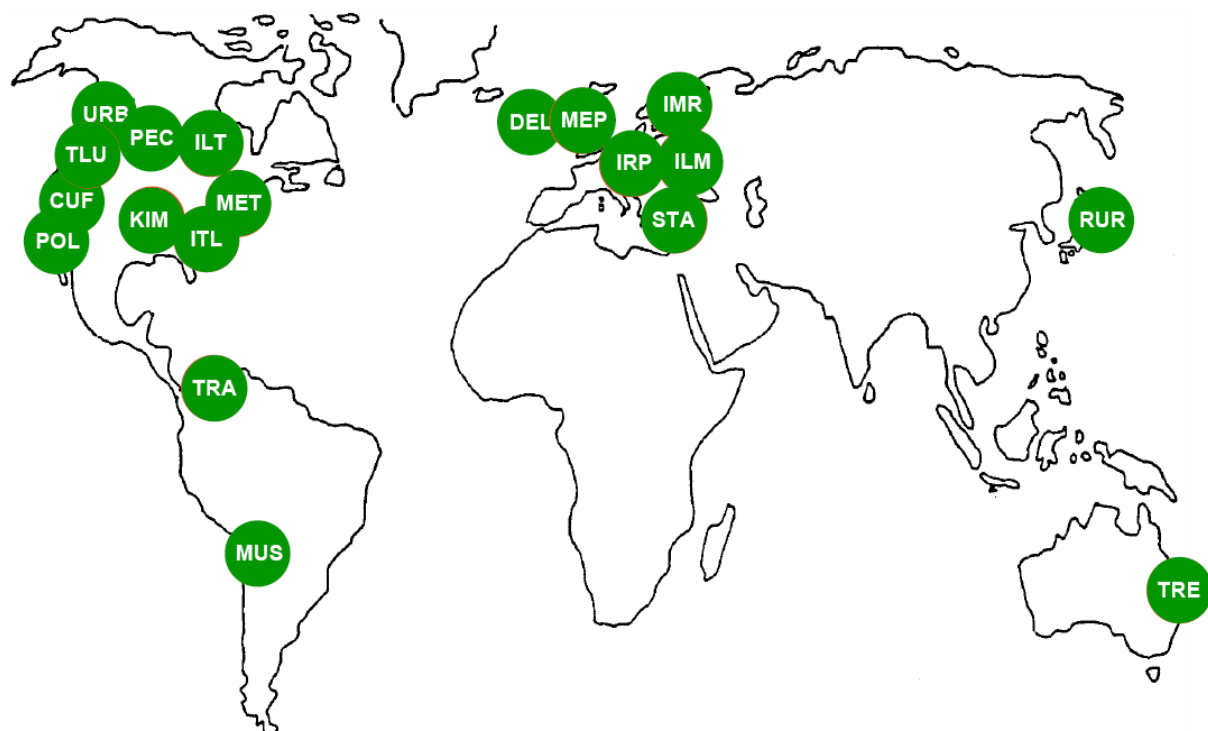 URB
PEC
ILT
TLU
CUF
MET
KIM
POL
ITL
DEL
MEP
IMR
IRP
ILM
STA
RUR
TRA
MUS
TRE